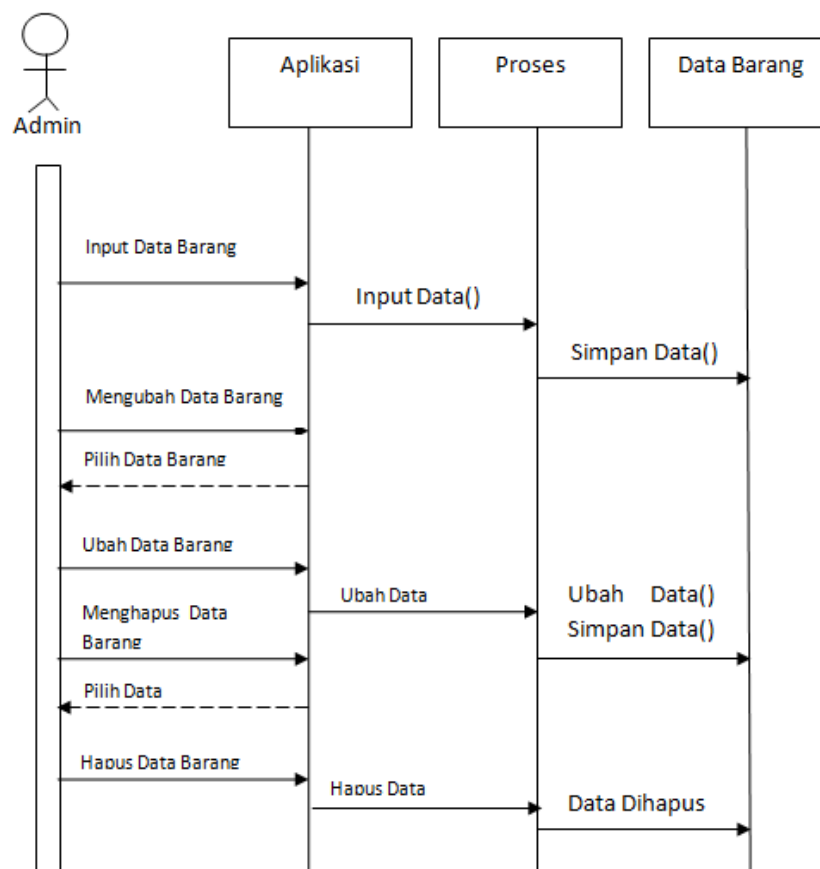 Admin
Aplikasi
Proses
Data Barang
Input Data Barang
Input Data()
Simpan Data()
Mengubah Data Barang
Pilih Data Barang
Ubah Data Barang
Ubah Data
Ubah Data()
Simpan Data()
Menghapus Data
Barang
Pilih Data
Hapus Data Barang
Hapus Data
Data Dihapus